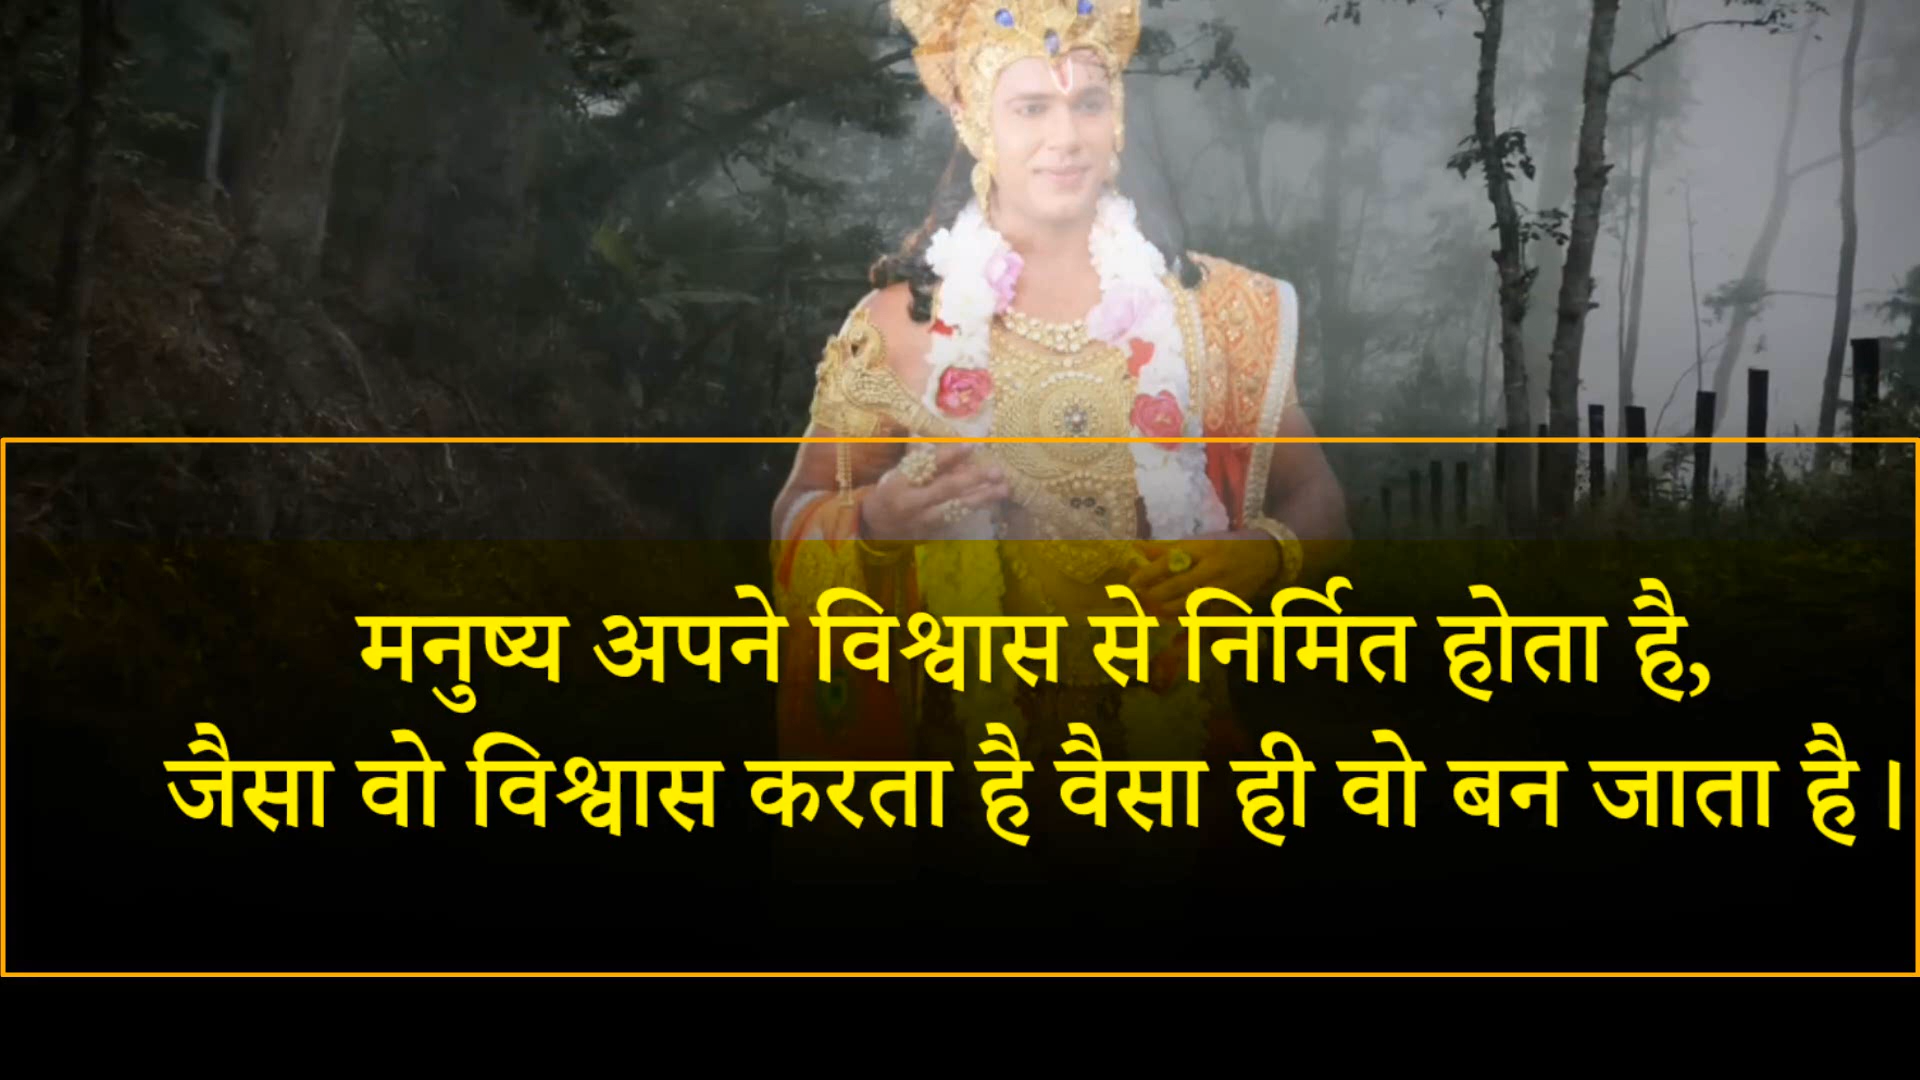 मनुष्य अपने विश्वास से निर्मित होता है,
जैसा वो विश्वास करता है वैसा ही वो बन जाता है ।